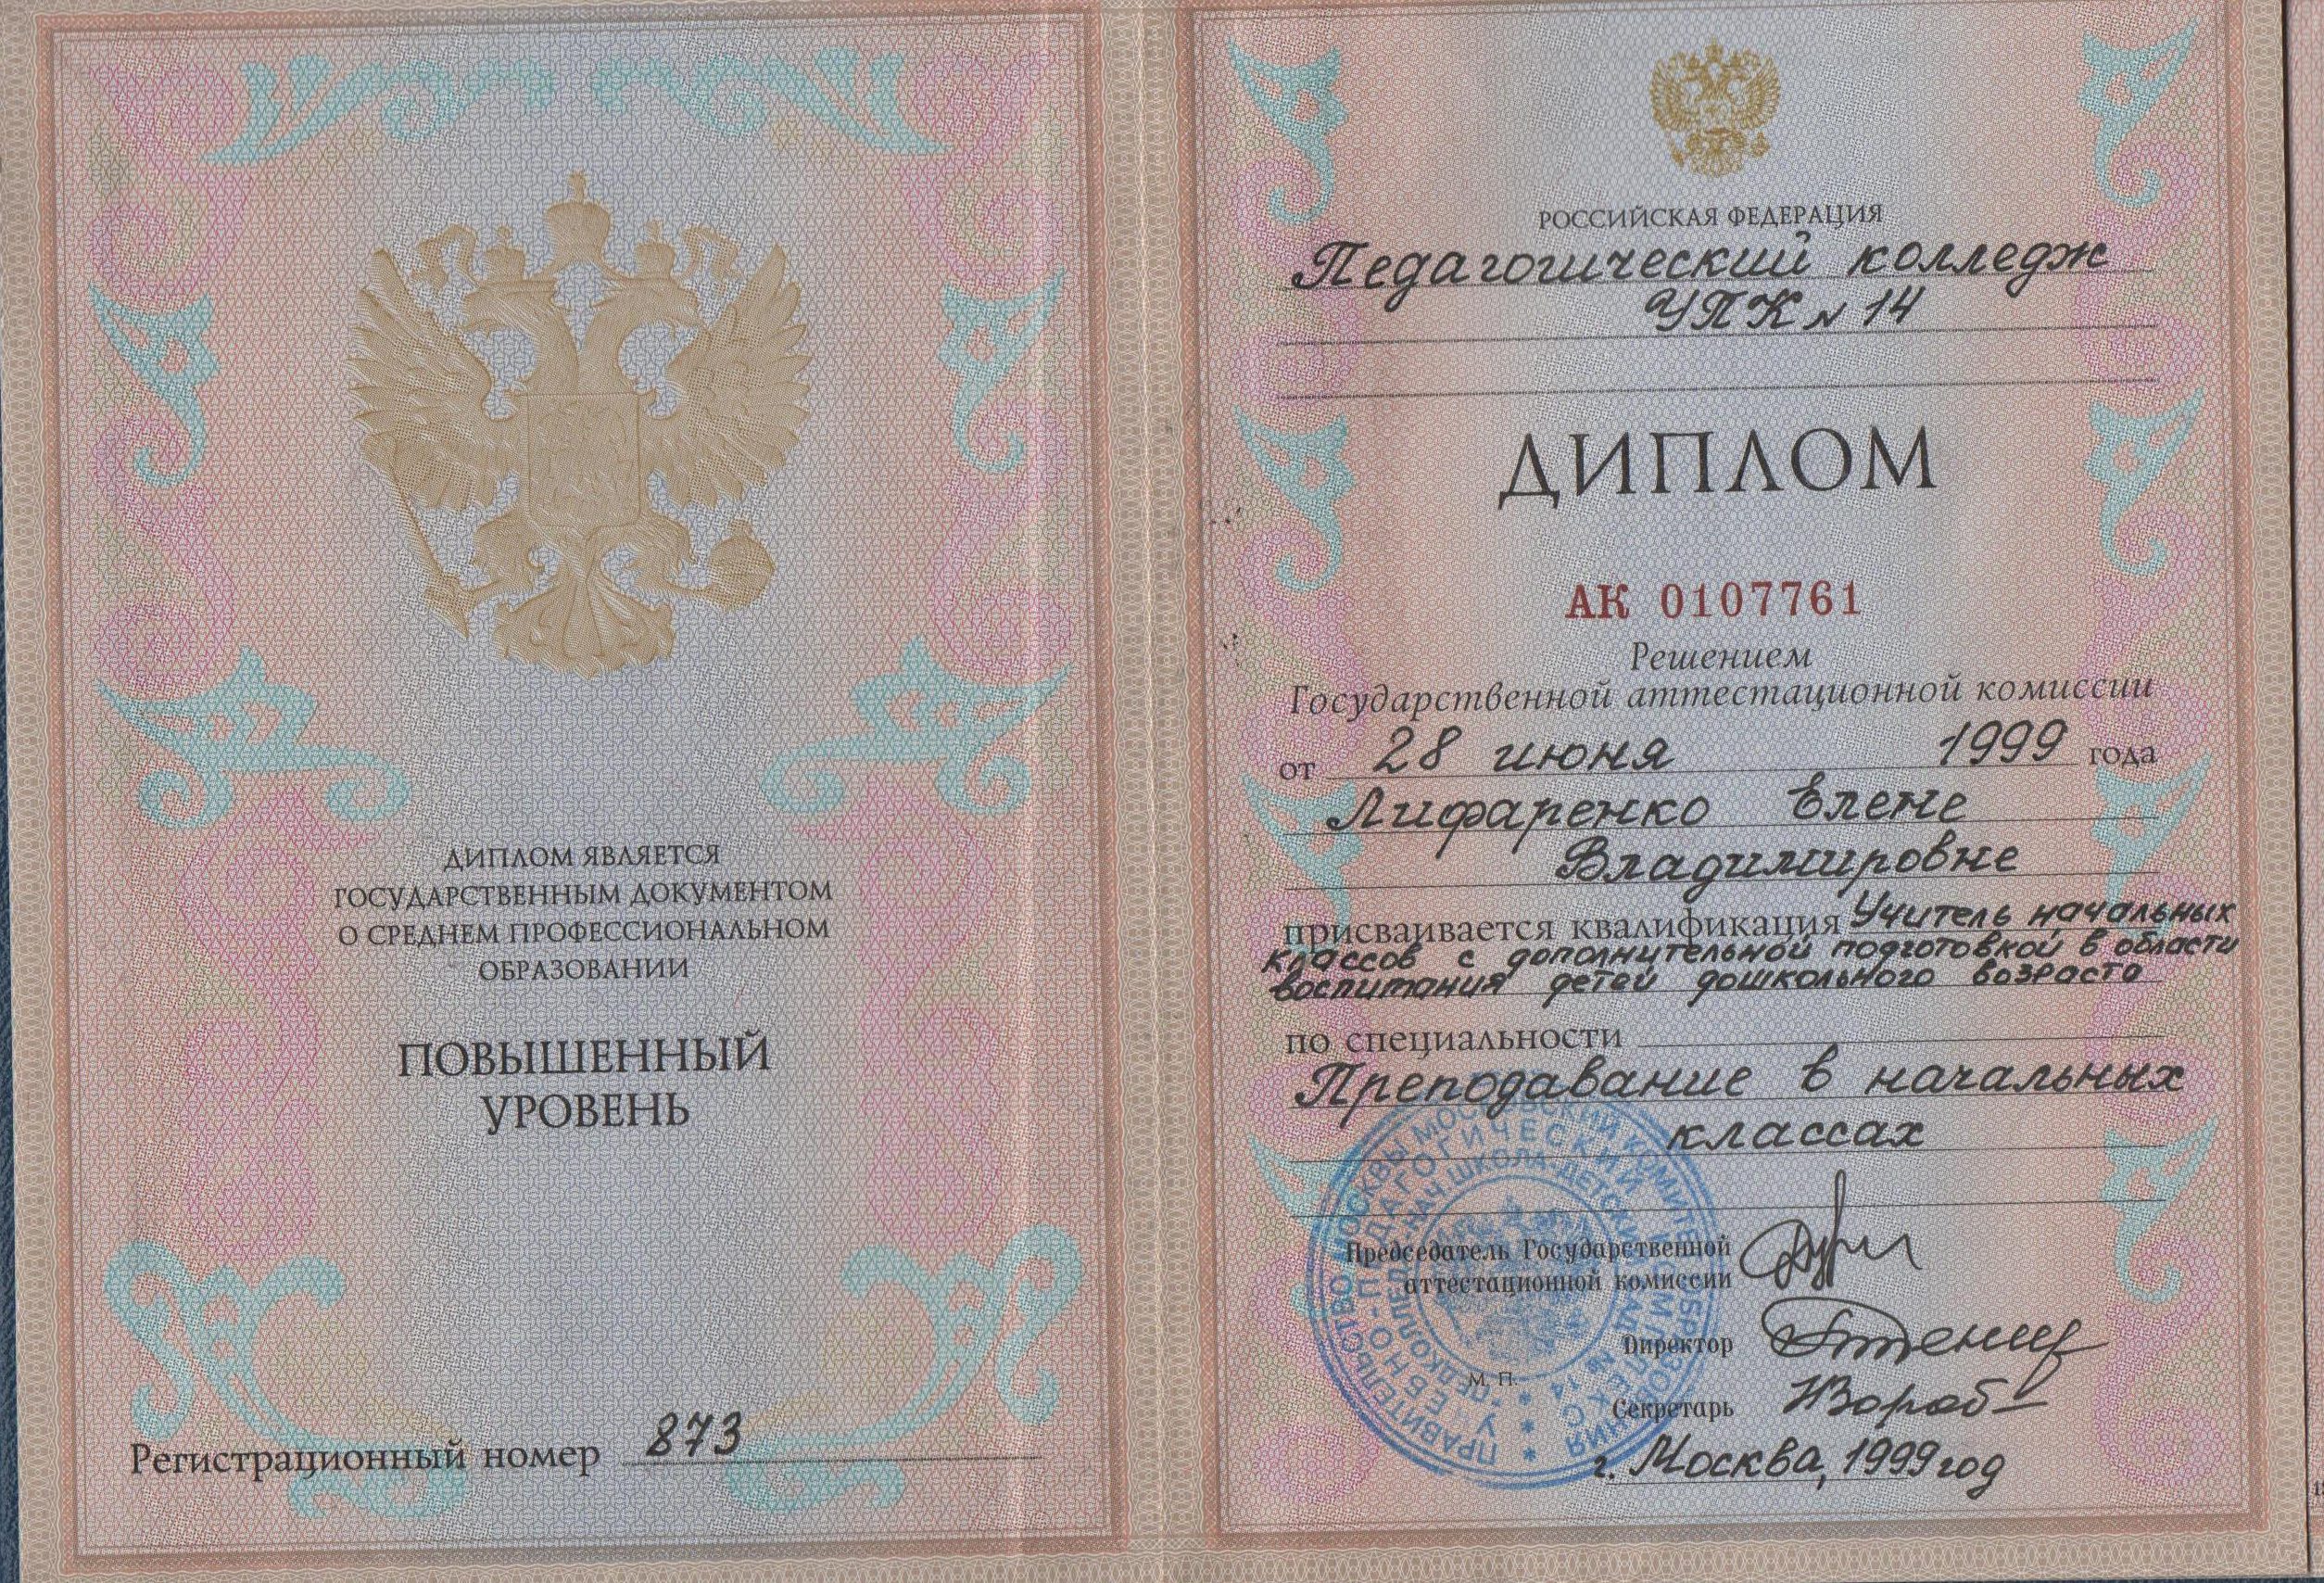 ДИПЛОМ ЯВЛЯЕТСЯ
ГОСУДАРСТВЕННЫМ ДОКУМЕНТОМ
О СРЕДНЕМ ПРОФЕССИОНАЛЬНОМ
ОБРАЗОВАНИИ
ПОВЫШЕННЫЙ
УРОВЕНЬ
Регистрационный номер 873
РОССИЙСКАЯ ФЕДЕРАЦИЯ
Педагогический колледж
УПК N 14
ДИПЛОМ
АК 0107761
Решением
Государственной аттестационной комиссии
от 28 июня 1999 года
Лифаренко Елене
Владимировне
присваивается квалификация Учитель начальных
классов с дополнительной подготовкой в области
воспитания детей дошкольного возраста
по специальности
Преподавание в начальных
классах
Председатель Государственной
аттестационной комиссии
Директор
М. П.
Секретарь
г. Москва, 1999 год